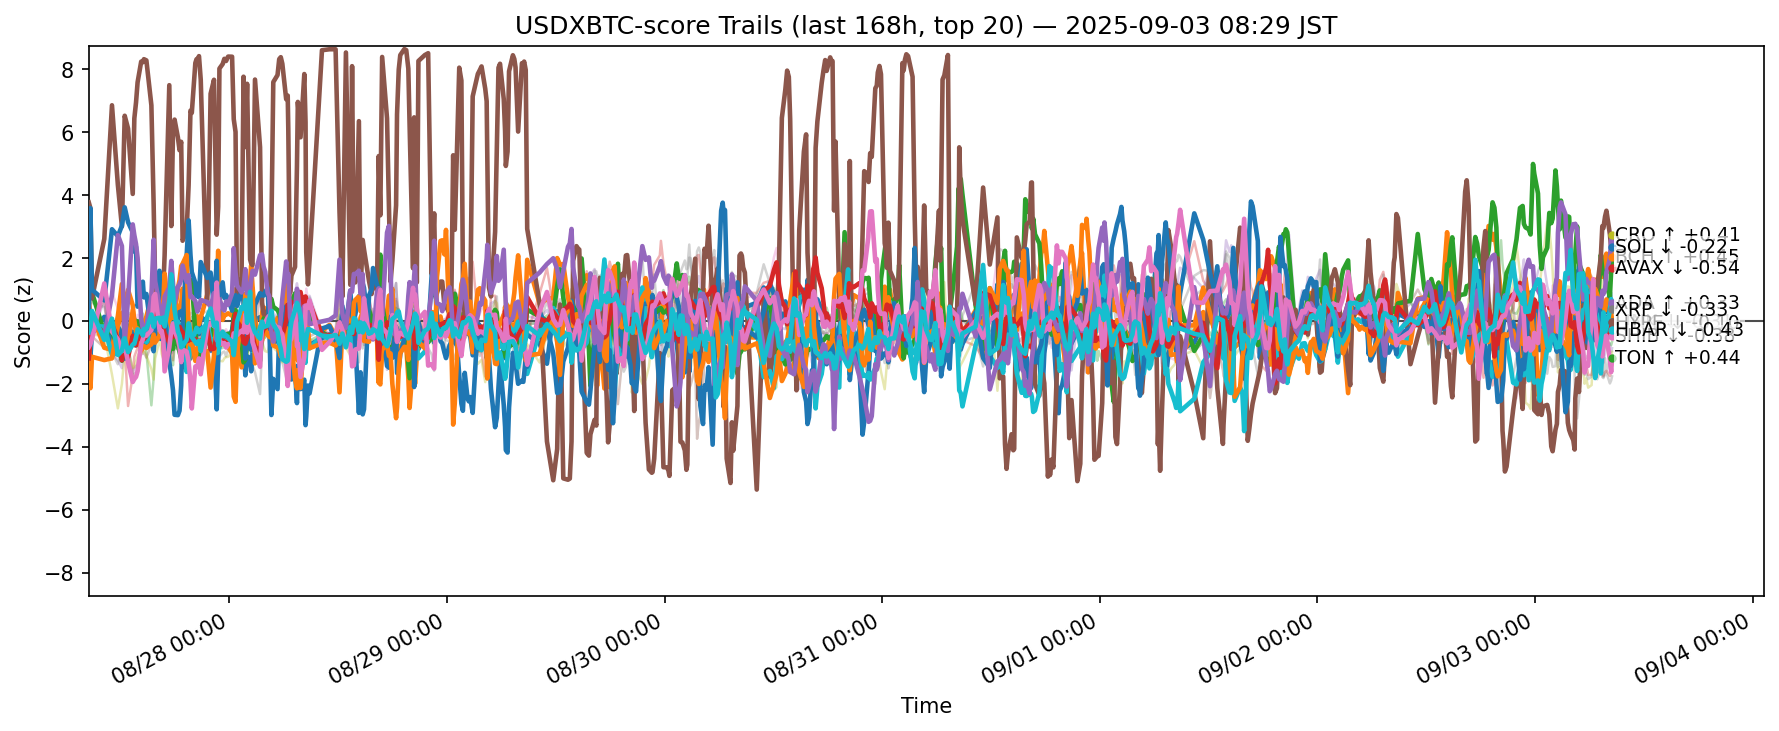 USDXBTC-score Trails (last 168h, top 20) — 2025-09-03 08:29 JST
Score (z)
8
6
4
2
0
−2
−4
−6
−8
CRO ↑ +0.41
SOL ↓ -0.22
AVAX ↓ -0.54
ADA ↑ +0.33
XRP ↑ -0.33
HBAR ↓ -0.43
TON ↑ +0.44
08/28 00:00
08/29 00:00
08/30 00:00
08/31 00:00
09/01 00:00
09/02 00:00
09/03 00:00
09/04 00:00
Time